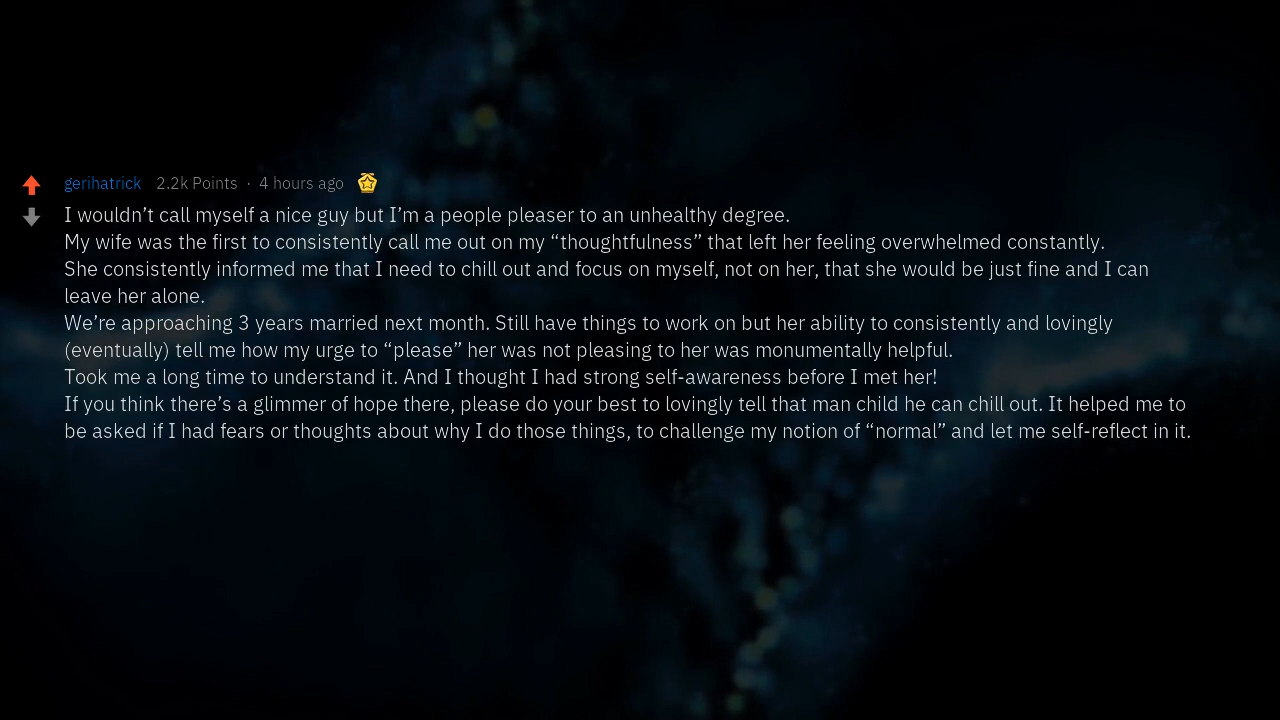 gerihatrick 2.2k Points · 4 hours ago
I wouldn’t call myself a nice guy but I’m a people pleaser to an unhealthy degree.
My wife was the first to consistently call me out on my “thoughtfulness” that left her feeling overwhelmed constantly.
She consistently informed me that I need to chill out and focus on myself, not on her, that she would be just fine and I can
leave her alone.
We’re approaching 3 years married next month. Still have things to work on but her ability to consistently and lovingly
(eventually) tell me how my urge to “please” her was not pleasing to her was monumentally helpful.
Took me a long time to understand it. And I thought I had strong self-awareness before I met her!
If you think there’s a glimmer of hope there, please do your best to lovingly tell that man child he can chill out. It helped me to
be asked if I had fears or thoughts about why I do those things, to challenge my notion of “normal” and let me self-reflect in it.